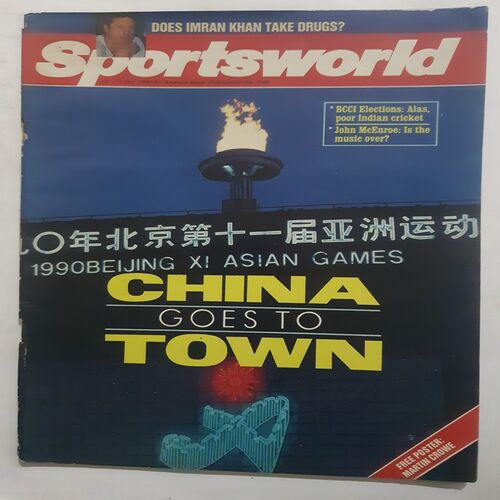 DOES IMRAN KHAN TAKE DRUGS?
Sportsworld
* BCCI Elections: Alas,
poor Indian cricket
* John McEnroe: Is the
music over?
〇年北京第十一届亚洲运动
1990BEIJING XI ASIAN GAMES
CHINA
GOES TO
TOWN
FREE POSTER:
MARTIN CROWE